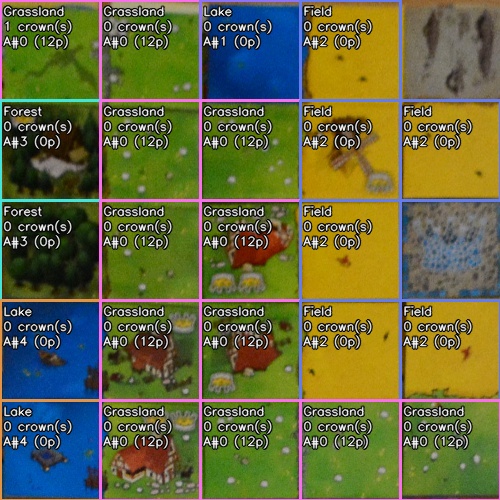 Grassland
1 crown(s)
A#0 (12p)
Grassland
0 crown(s)
A#0 (12p)
Lake
0 crown(s)
A#1 (0p)
Field
0 crown(s)
A#2 (0p)
Forest
0 crown(s)
A#3 (0p)
Grassland
0 crown(s)
A#0 (12p)
Grassland
0 crown(s)
A#0 (12p)
Field
0 crown(s)
A#2 (0p)
Field
0 crown(s)
A#2 (0p)
Forest
0 crown(s)
A#3 (0p)
Grassland
0 crown(s)
A#0 (12p)
Grassland
0 crown(s)
A#0 (12p)
Field
0 crown(s)
A#2 (0p)
Lake
0 crown(s)
A#4 (0p)
Grassland
0 crown(s)
A#0 (12p)
Grassland
0 crown(s)
A#0 (12p)
Field
0 crown(s)
A#2 (0p)
Field
0 crown(s)
A#2 (0p)
Lake
0 crown(s)
A#4 (0p)
Grassland
0 crown(s)
A#0 (12p)
Grassland
0 crown(s)
A#0 (12p)
Grassland
0 crown(s)
A#0 (12p)
Grassland
0 crown(s)
A#0 (12p)